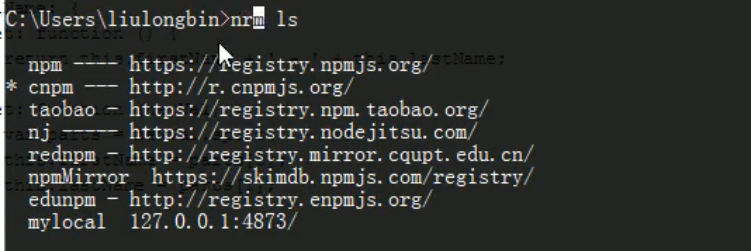 C:\Users\liulongbin>nrm ls
npm ---- https://registry.npmjs.org/
* cnpm --- http://r.cnpmjs.org/
taobao - https://registry.npm.taobao.org/
nj ----- https://registry.nodejitsu.com/
rednpm - http://registry.mirror.cqupt.edu.cn/
npmMirror  https://skimdb.npmjs.com/registry/
edunpm - http://registry.enpmjs.org/
mylocal  127.0.0.1:4873/